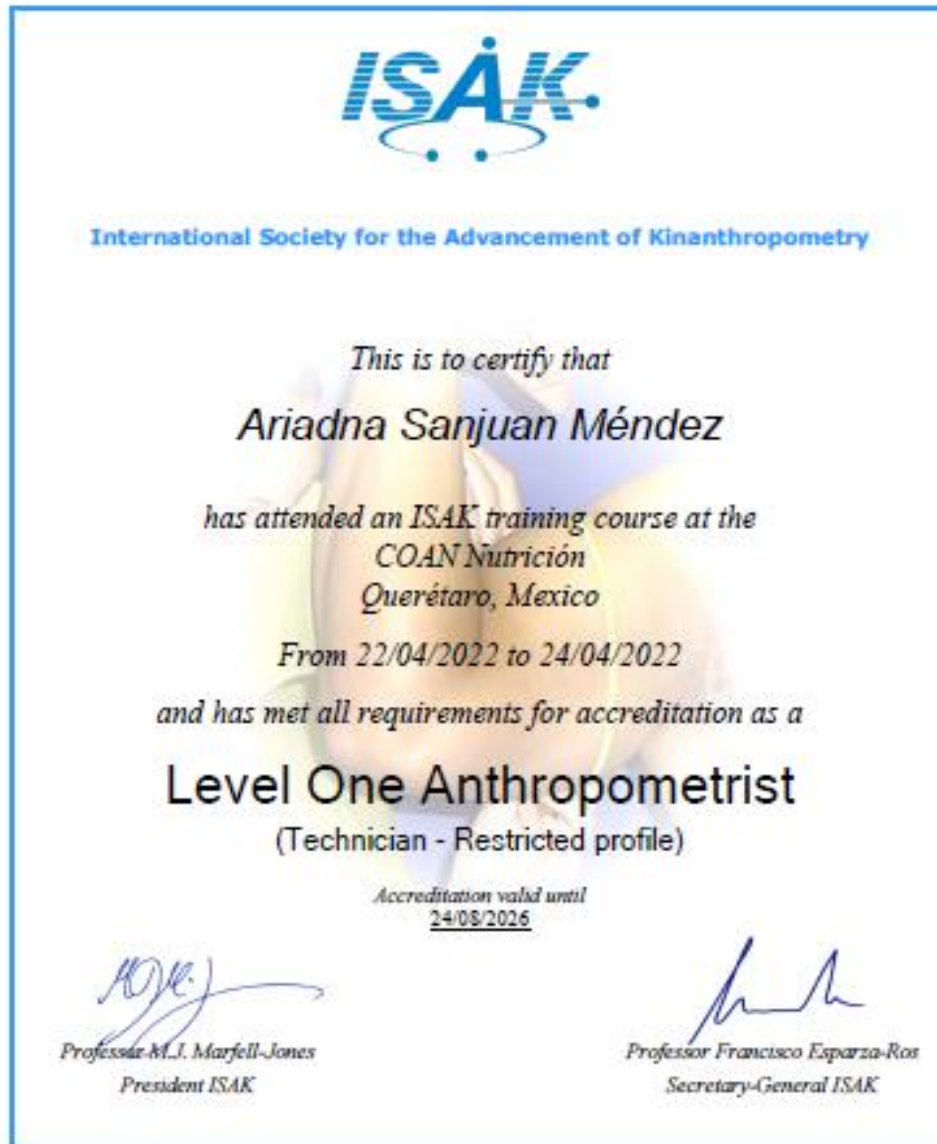 ISAK
International Society for the Advancement of Kinanthropometry
This is to certify that
Ariadna Sanjuan Méndez
has attended an ISAK training course at the
COAN Nutrición
Querétaro, Mexico
From 22/04/2022 to 24/04/2022
and has met all requirements for accreditation as a
Level One Anthropometrist
(Technician - Restricted profile)
Accreditation valid until
24/08/2026
Professor M.J. Marfell-Jones
President ISAK
Professor Francisco Esparza-Ros
Secretary-General ISAK